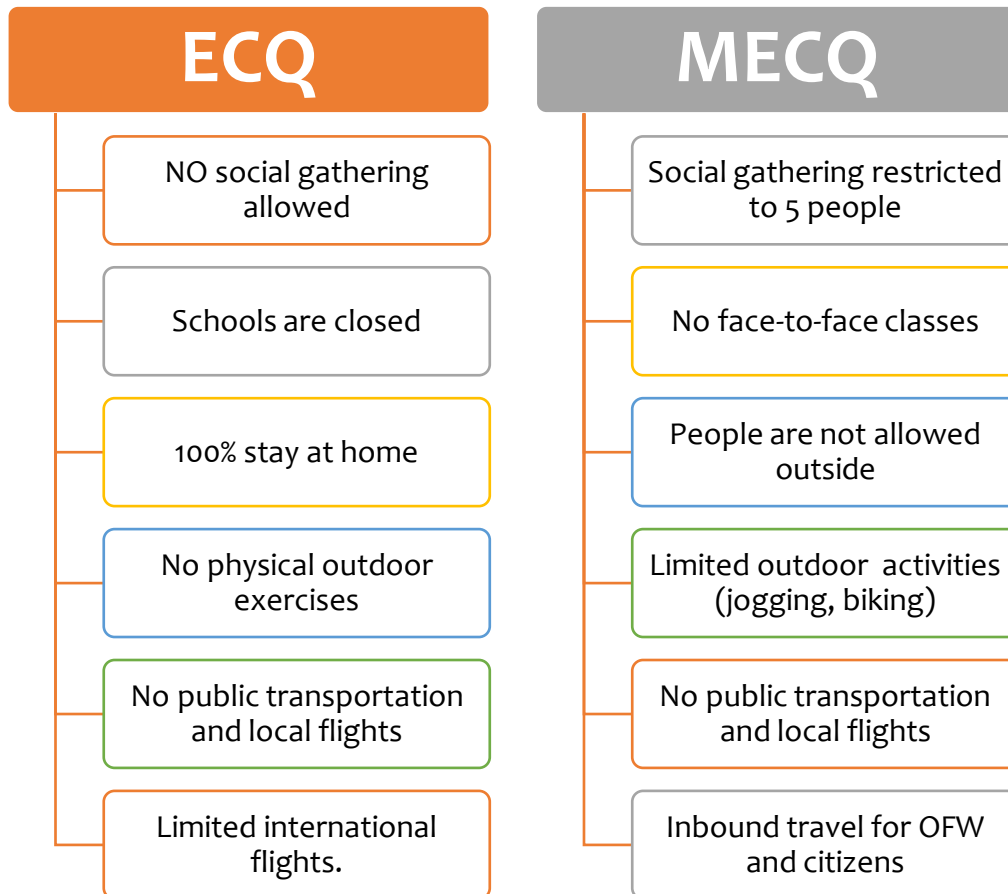 ECQ
NO social gathering
allowed
Schools are closed
100% stay at home
No physical outdoor
exercises
No public transportation
and local flights
Limited international
flights.
MECQ
Social gathering restricted
to 5 people
No face-to-face classes
People are not allowed
outside
Limited outdoor activities
(jogging, biking)
No public transportation
and local flights
Inbound travel for OFW
and citizens